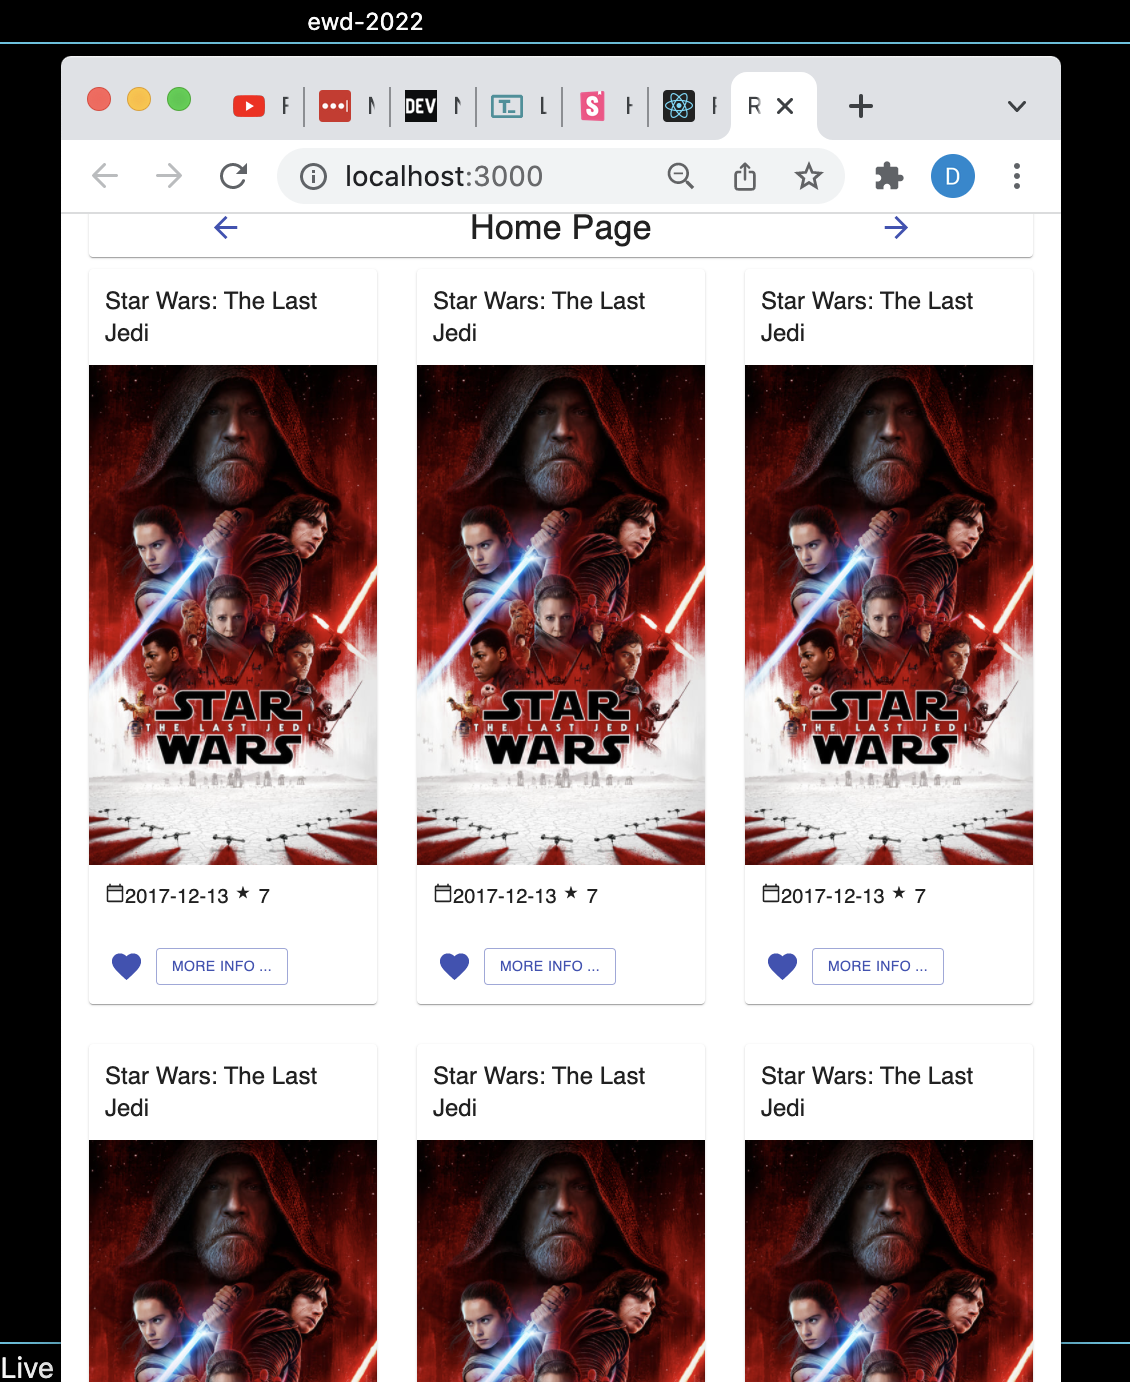 ewd-2022
F
DEV
T_
L
S
R
localhost:3000
D
Home Page
Star Wars: The Last
Jedi
Star Wars: The Last
Jedi
Star Wars: The Last
Jedi
STAR
THE LAST JEDI
WARS
STAR
THE LAST JEDI
WARS
STAR
THE LAST JEDI
WARS
2017-12-13 ★ 7
2017-12-13 ★ 7
2017-12-13 ★ 7
MORE INFO ...
MORE INFO ...
MORE INFO ...
Star Wars: The Last
Jedi
Star Wars: The Last
Jedi
Star Wars: The Last
Jedi
Live